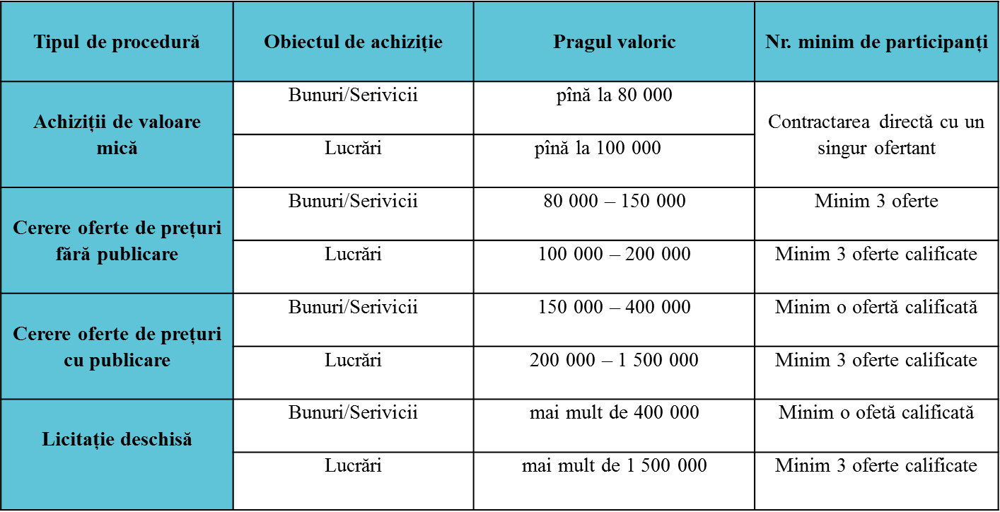 Tipul de procedură
Obiectul de achiziție
Pragul valoric
Nr. minim de participanți
Achiziții de valoare
mică
Bunuri/Serivicii
pînă la 80 000
Contractarea directă cu un
singur ofertant
Lucrări
pînă la 100 000
Cerere oferte de prețuri
fără publicare
Bunuri/Serivicii
80 000 – 150 000
Minim 3 oferte
Lucrări
100 000 – 200 000
Minim 3 oferte calificate
Cerere oferte de prețuri
cu publicare
Bunuri/Serivicii
150 000 – 400 000
Minim o ofertă calificată
Lucrări
200 000 – 1 500 000
Minim 3 oferte calificate
Licitație deschisă
Bunuri/Serivicii
mai mult de 400 000
Minim o ofetă calificată
Lucrări
mai mult de 1 500 000
Minim 3 oferte calificate